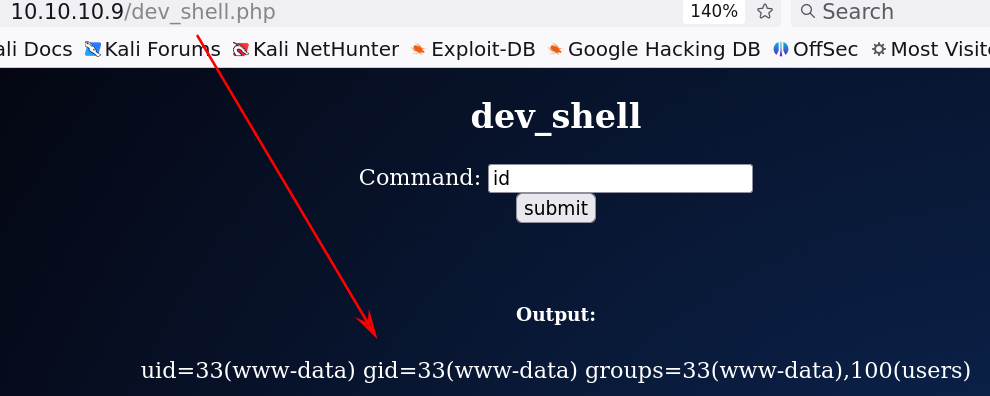 10.10.10.9/dev_shell.php 140% Search
ali Docs Kali Forums Kali NetHunter Exploit-DB Google Hacking DB OffSec Most Visite
dev_shell
Command: id
submit
Output:
uid=33(www-data) gid=33(www-data) groups=33(www-data),100(users)